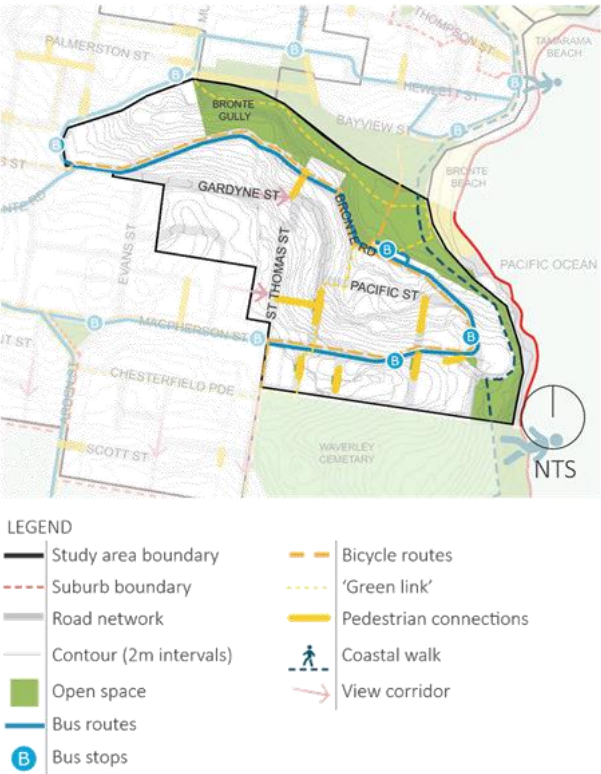 THOMPSON ST
TAMARAMA
BEACH
PALMERSTON ST
B
B
HEWLETT ST
B
BRONTE
GULLY
BAYVIEW ST
B
B
BRONTE
BEACH
GARDYNE ST
BRONTE RD
B
EVANS ST
ST THOMAS ST
PACIFIC ST
PACIFIC OCEAN
B
MACPHERSON ST
B
B
B
CHESTERFIELD PDE
SCOTT ST
WAVERLEY
CEMETARY
NTS
LEGEND
Study area boundary
Suburb boundary
Road network
Contour (2m intervals)
Open space
Bus routes
B Bus stops
Bicycle routes
'Green link'
Pedestrian connections
Coastal walk
View corridor